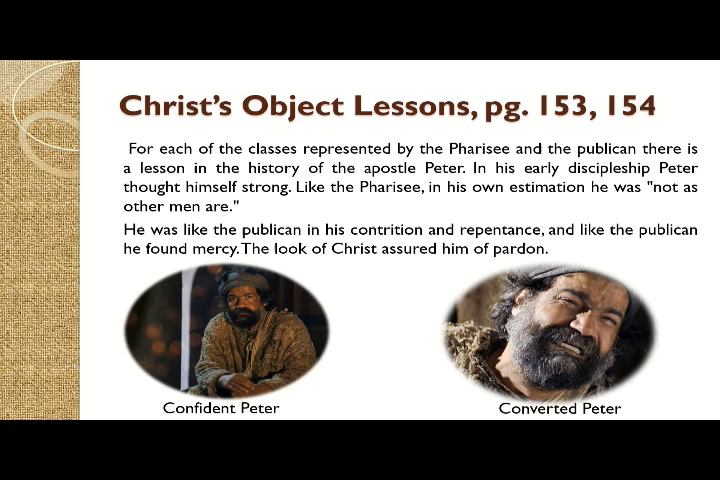 Christ's Object Lessons, pg. 153, 154
For each of the classes represented by the Pharisee and the publican there is
a lesson in the history of the apostle Peter. In his early discipleship Peter
thought himself strong. Like the Pharisee, in his own estimation he was "not as
other men are."
He was like the publican in his contrition and repentance, and like the publican
he found mercy. The look of Christ assured him of pardon.
Confident Peter
Converted Peter